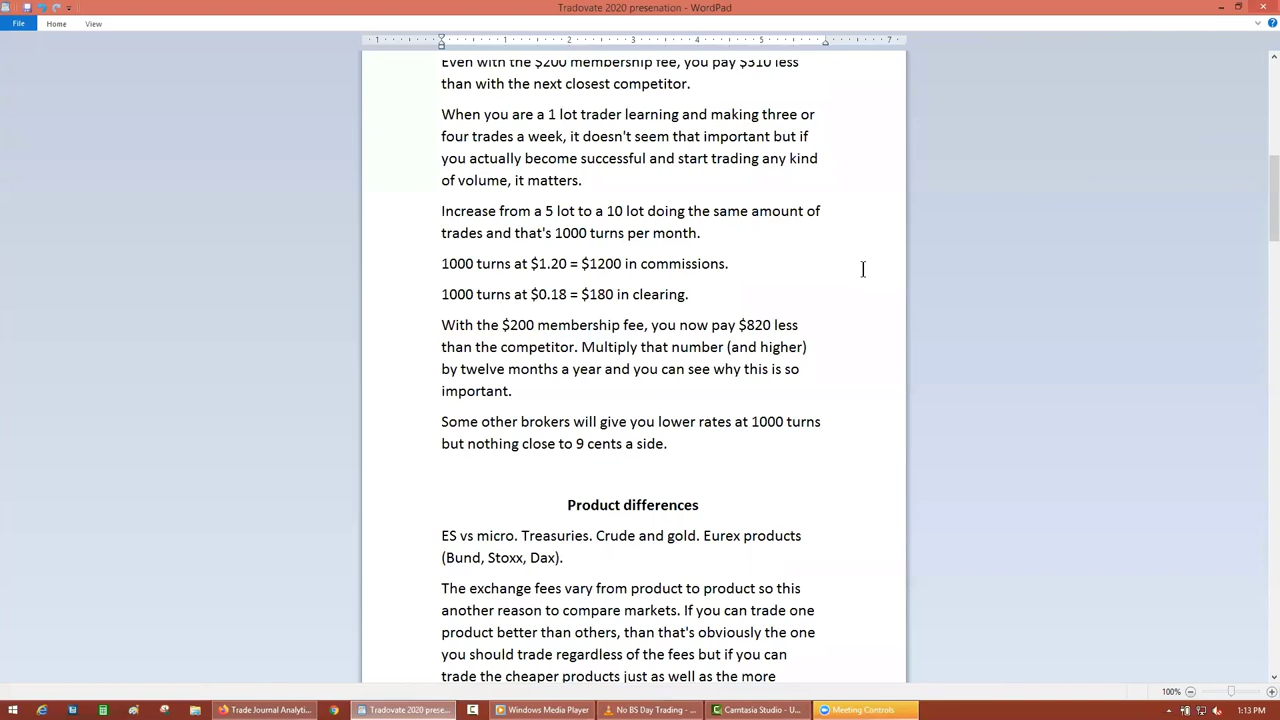 Tradovate 2020 presenation - WordPad
File Home View
1 1 2 3 4 5 7
Even with the $200 membership fee, you pay $310 less
than with the next closest competitor.
When you are a 1 lot trader learning and making three or
four trades a week, it doesn't seem that important but if
you actually become successful and start trading any kind
of volume, it matters.
Increase from a 5 lot to a 10 lot doing the same amount of
trades and that's 1000 turns per month.
1000 turns at $1.20 = $1200 in commissions.
1000 turns at $0.18 = $180 in clearing.
With the $200 membership fee, you now pay $820 less
than the competitor. Multiply that number (and higher)
by twelve months a year and you can see why this is so
important.
Some other brokers will give you lower rates at 1000 turns
but nothing close to 9 cents a side.
Product differences
ES vs micro. Treasuries. Crude and gold. Eurex products
(Bund, Stoxx, Dax).
The exchange fees vary from product to product so this
another reason to compare markets. If you can trade one
product better than others, than that's obviously the one
you should trade regardless of the fees but if you can
trade the cheaper products just as well as the more
100%
Trade Journal Analyti... Tradovate 2020 prese... Windows Media Player No BS Day Trading - ... Camtasia Studio - U... Meeting Controls 1:13 PM